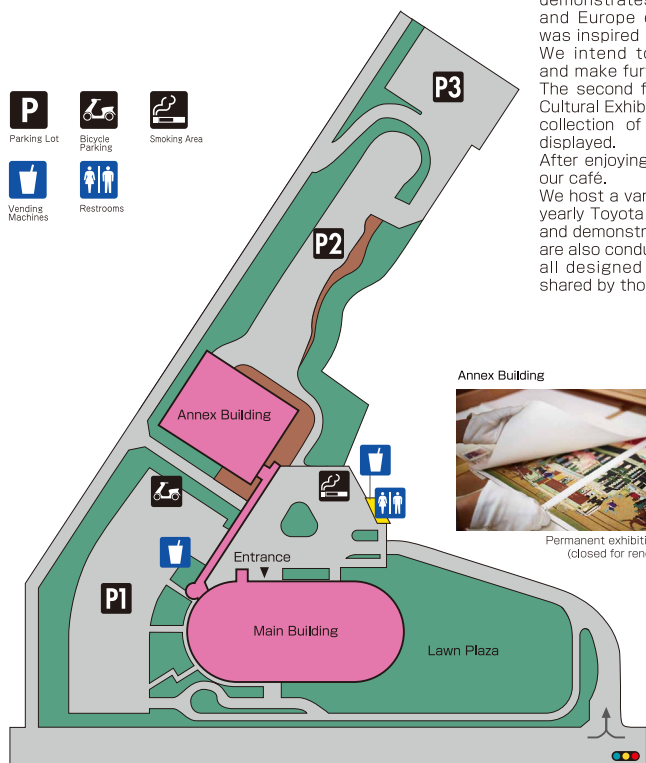 demonstrates
and Europe
was inspired
We intend to
and make fur
The second f
Cultural Exhib
collection of
displayed.
After enjoying
our café.
We host a var
yearly Toyota
and demonstr
are also condu
all designed
shared by tho
P
Parking Lot
Bicycle
Parking
Smoking Area
Vending
Machines
Restrooms
P3
P2
Annex Building
Annex Building
Permanent exhibiti
(closed for ren
Entrance
P1
Main Building
Lawn Plaza